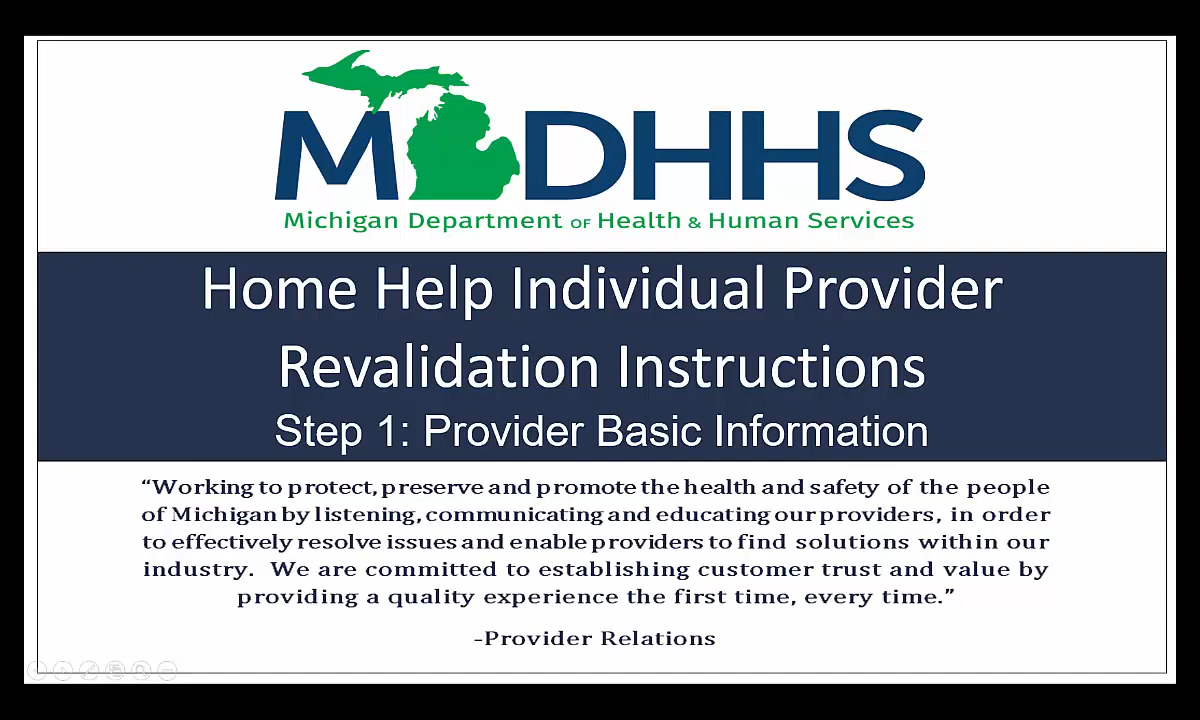 MDHHS
Michigan Department OF Health & Human Services
Home Help Individual Provider
Revalidation Instructions
Step 1: Provider Basic Information
“Working to protect, preserve and promote the health and safety of the people
of Michigan by listening, communicating and educating our providers, in order
to effectively resolve issues and enable providers to find solutions within our
industry. We are committed to establishing customer trust and value by
providing a quality experience the first time, every time.”
-Provider Relations